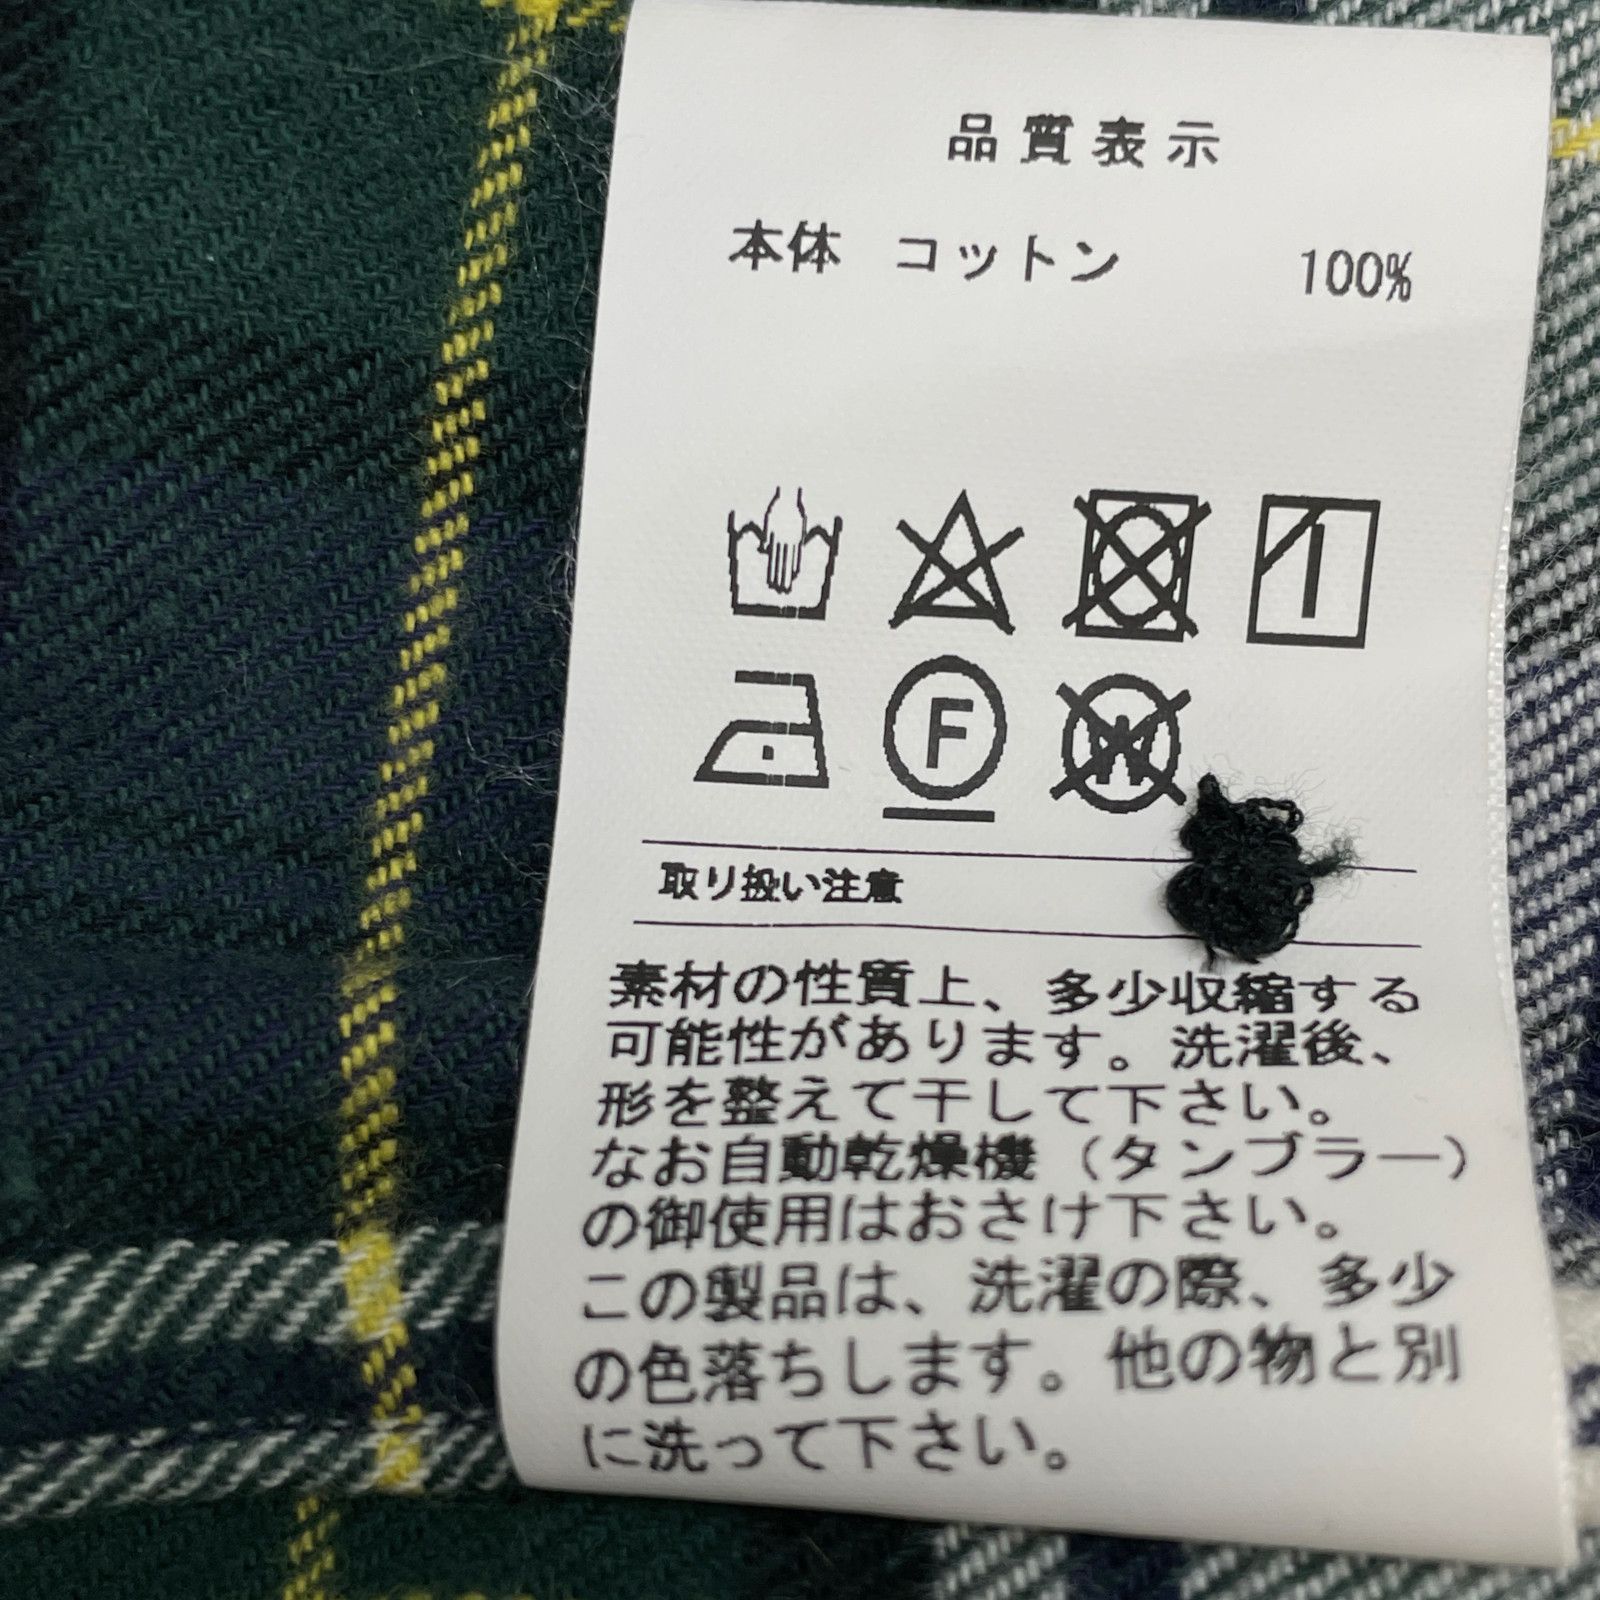 品質表示
本体 コットン 100%
F
W
取り扱い注意
素材の性質上、多少収縮する
可能性があります。洗濯後、
形を整えて干して下さい。
なお自動乾燥機（タンブラー）
の御使用はおさけ下さい。
この製品は、洗濯の際、多少
の色落ちします。他の物と別
に洗って下さい。